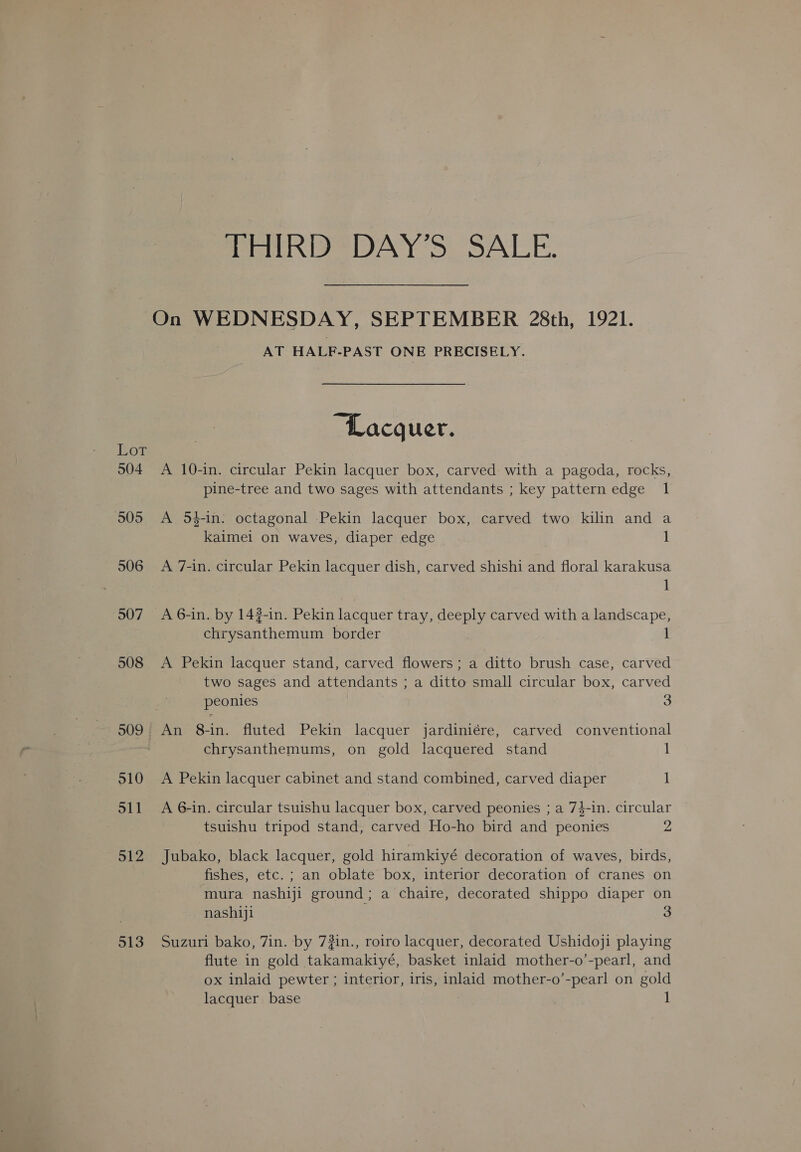 THIRD DAY'S SALE.
On WEDNESDAY, SEPTEMBER 28th, 1921.
AT HALF-PAST ONE PRECISELY.
Lacquer.
LOT
504 A 10-in. circular Pekin lacquer box, carved with a pagoda, rocks,
pine-tree and two sages with attendants ; key pattern edge 1
505 A 5½-in. octagonal Pekin lacquer box, carved two kilin and a
kaimei on waves, diaper edge 1
506 A 7-in. circular Pekin lacquer dish, carved shishi and floral karakusa
1
507 A 6-in. by 14¾-in. Pekin lacquer tray, deeply carved with a landscape,
chrysanthemum border 1
508 A Pekin lacquer stand, carved flowers ; a ditto brush case, carved
two sages and attendants ; a ditto small circular box, carved
peonies 3
509 An 8-in. fluted Pekin lacquer jardiniére, carved conventional
chrysanthemums, on gold lacquered stand 1
510 A Pekin lacquer cabinet and stand combined, carved diaper 1
511 A 6-in. circular tsuishu lacquer box, carved peonies ; a 7½-in. circular
tsuishu tripod stand, carved Ho-ho bird and peonies 2
512 Jubako, black lacquer, gold hiramkiyé decoration of waves, birds,
fishes, etc. ; an oblate box, interior decoration of cranes on
mura nashiji ground ; a chaire, decorated shippo diaper on
nashiji 3
513 Suzuri bako, 7in. by 7¾in., roiro lacquer, decorated Ushidoji playing
flute in gold takamakiyé, basket inlaid mother-o'-pearl, and
ox inlaid pewter ; interior, iris, inlaid mother-o'-pearl on gold
lacquer base 1